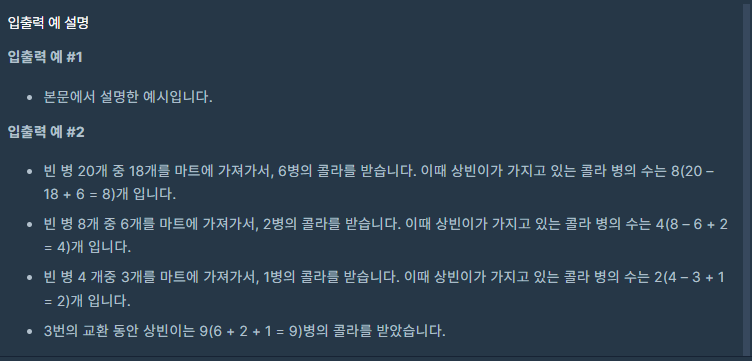 입출력 예 설명
입출력 예 #1
• 본문에서 설명한 예시입니다.
입출력 예 #2
• 빈 병 20개 중 18개를 마트에 가져가서, 6병의 콜라를 받습니다. 이때 상빈이가 가지고 있는 콜라 병의 수는 8(20 –
18 + 6 = 8)개 입니다.
• 빈 병 8개 중 6개를 마트에 가져가서, 2병의 콜라를 받습니다. 이때 상빈이가 가지고 있는 콜라 병의 수는 4(8 – 6 + 2
= 4)개 입니다.
• 빈 병 4 개중 3개를 마트에 가져가서, 1병의 콜라를 받습니다. 이때 상빈이가 가지고 있는 콜라 병의 수는 2(4 – 3 + 1
= 2)개 입니다.
• 3번의 교환 동안 상빈이는 9(6 + 2 + 1 = 9)병의 콜라를 받았습니다.